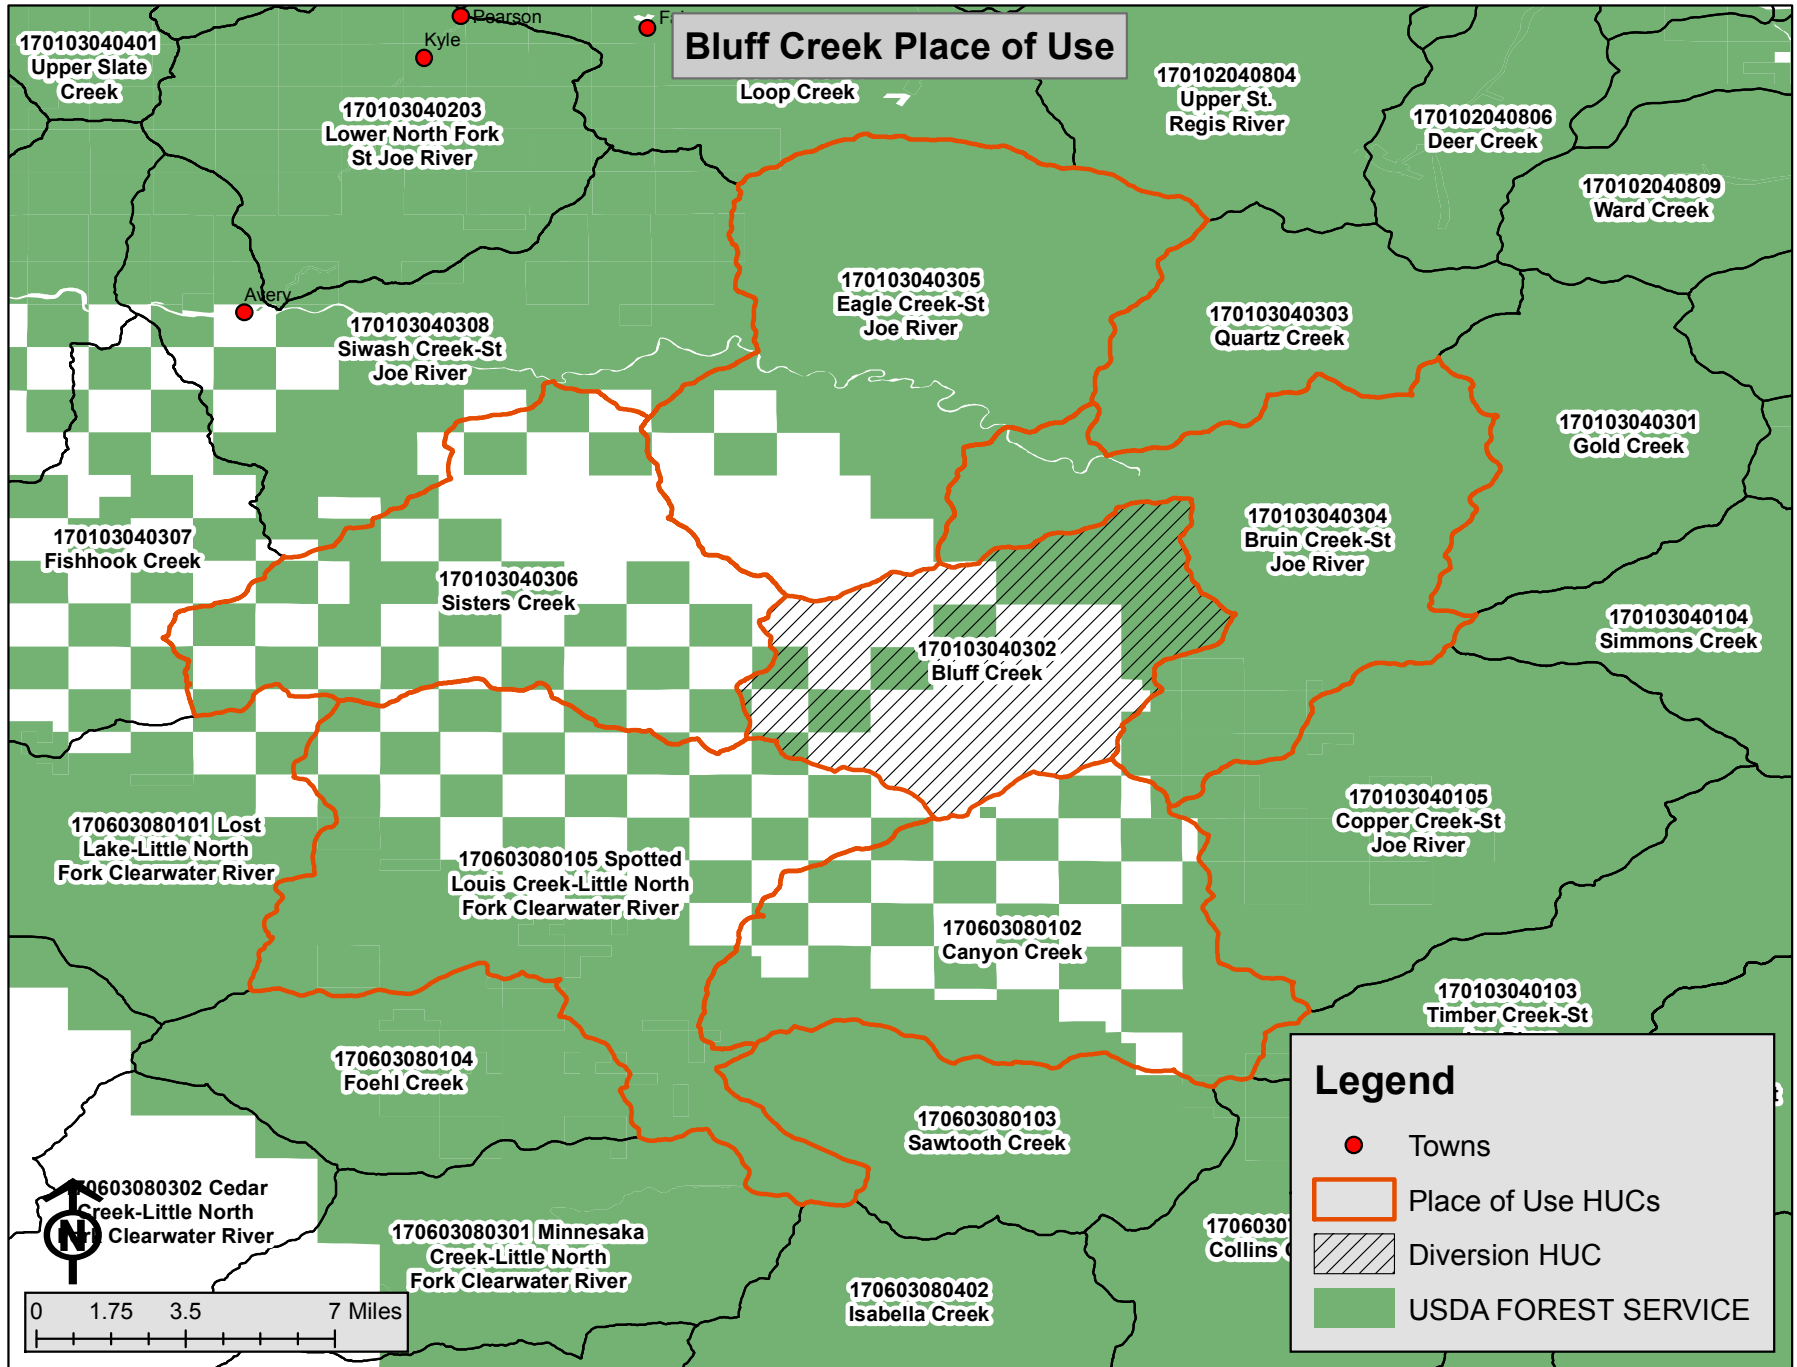 Bluff Creek Place of Use
Pearson
Kyle
Avery
170103040401
Upper Slate
Creek
170103040203
Lower North Fork
St Joe River
Loop Creek
170102040804
Upper St.
Regis River
170102040806
Deer Creek
170102040809
Ward Creek
170103040305
Eagle Creek-St
Joe River
170103040303
Quartz Creek
170103040308
Siwash Creek-St
Joe River
170103040301
Gold Creek
170103040307
Fishhook Creek
170103040306
Sisters Creek
170103040304
Bruin Creek-St
Joe River
170103040302
Bluff Creek
170103040104
Simmons Creek
170603080101 Lost
Lake-Little North
Fork Clearwater River
170603080105 Spotted
Louis Creek-Little North
Fork Clearwater River
170103040105
Copper Creek-St
Joe River
170603080102
Canyon Creek
170103040103
Timber Creek-St
170603080104
Foehl Creek
170603080103
Sawtooth Creek
70603080302 Cedar
Creek-Little North
Clearwater River
N
170603080301 Minnesaka
Creek-Little North
Fork Clearwater River
170603080402
Isabella Creek
Collins
Legend
Towns
Place of Use HUCs
Diversion HUC
USDA FOREST SERVICE
0 1.75 3.5 7 Miles